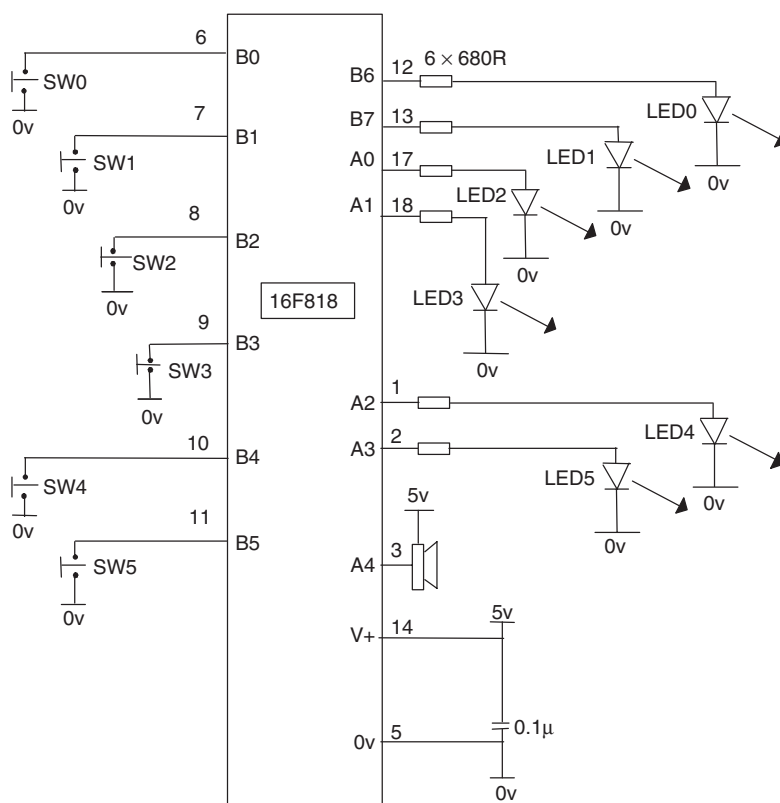 6
B0
SW0
0v
7
B1
SW1
0v
8
B2
SW2
0v
16F818
9
B3
SW3
0v
10
B4
SW4
0v
11
B5
SW5
0v
B6
12
6 × 680R
LED0
0v
B7
13
LED1
0v
A0
17
LED2
0v
A1
18
LED3
0v
A2
1
LED4
0v
A3
2
LED5
0v
5v
A4
3
V+
14
5v
0.1µ
0v
5
0v